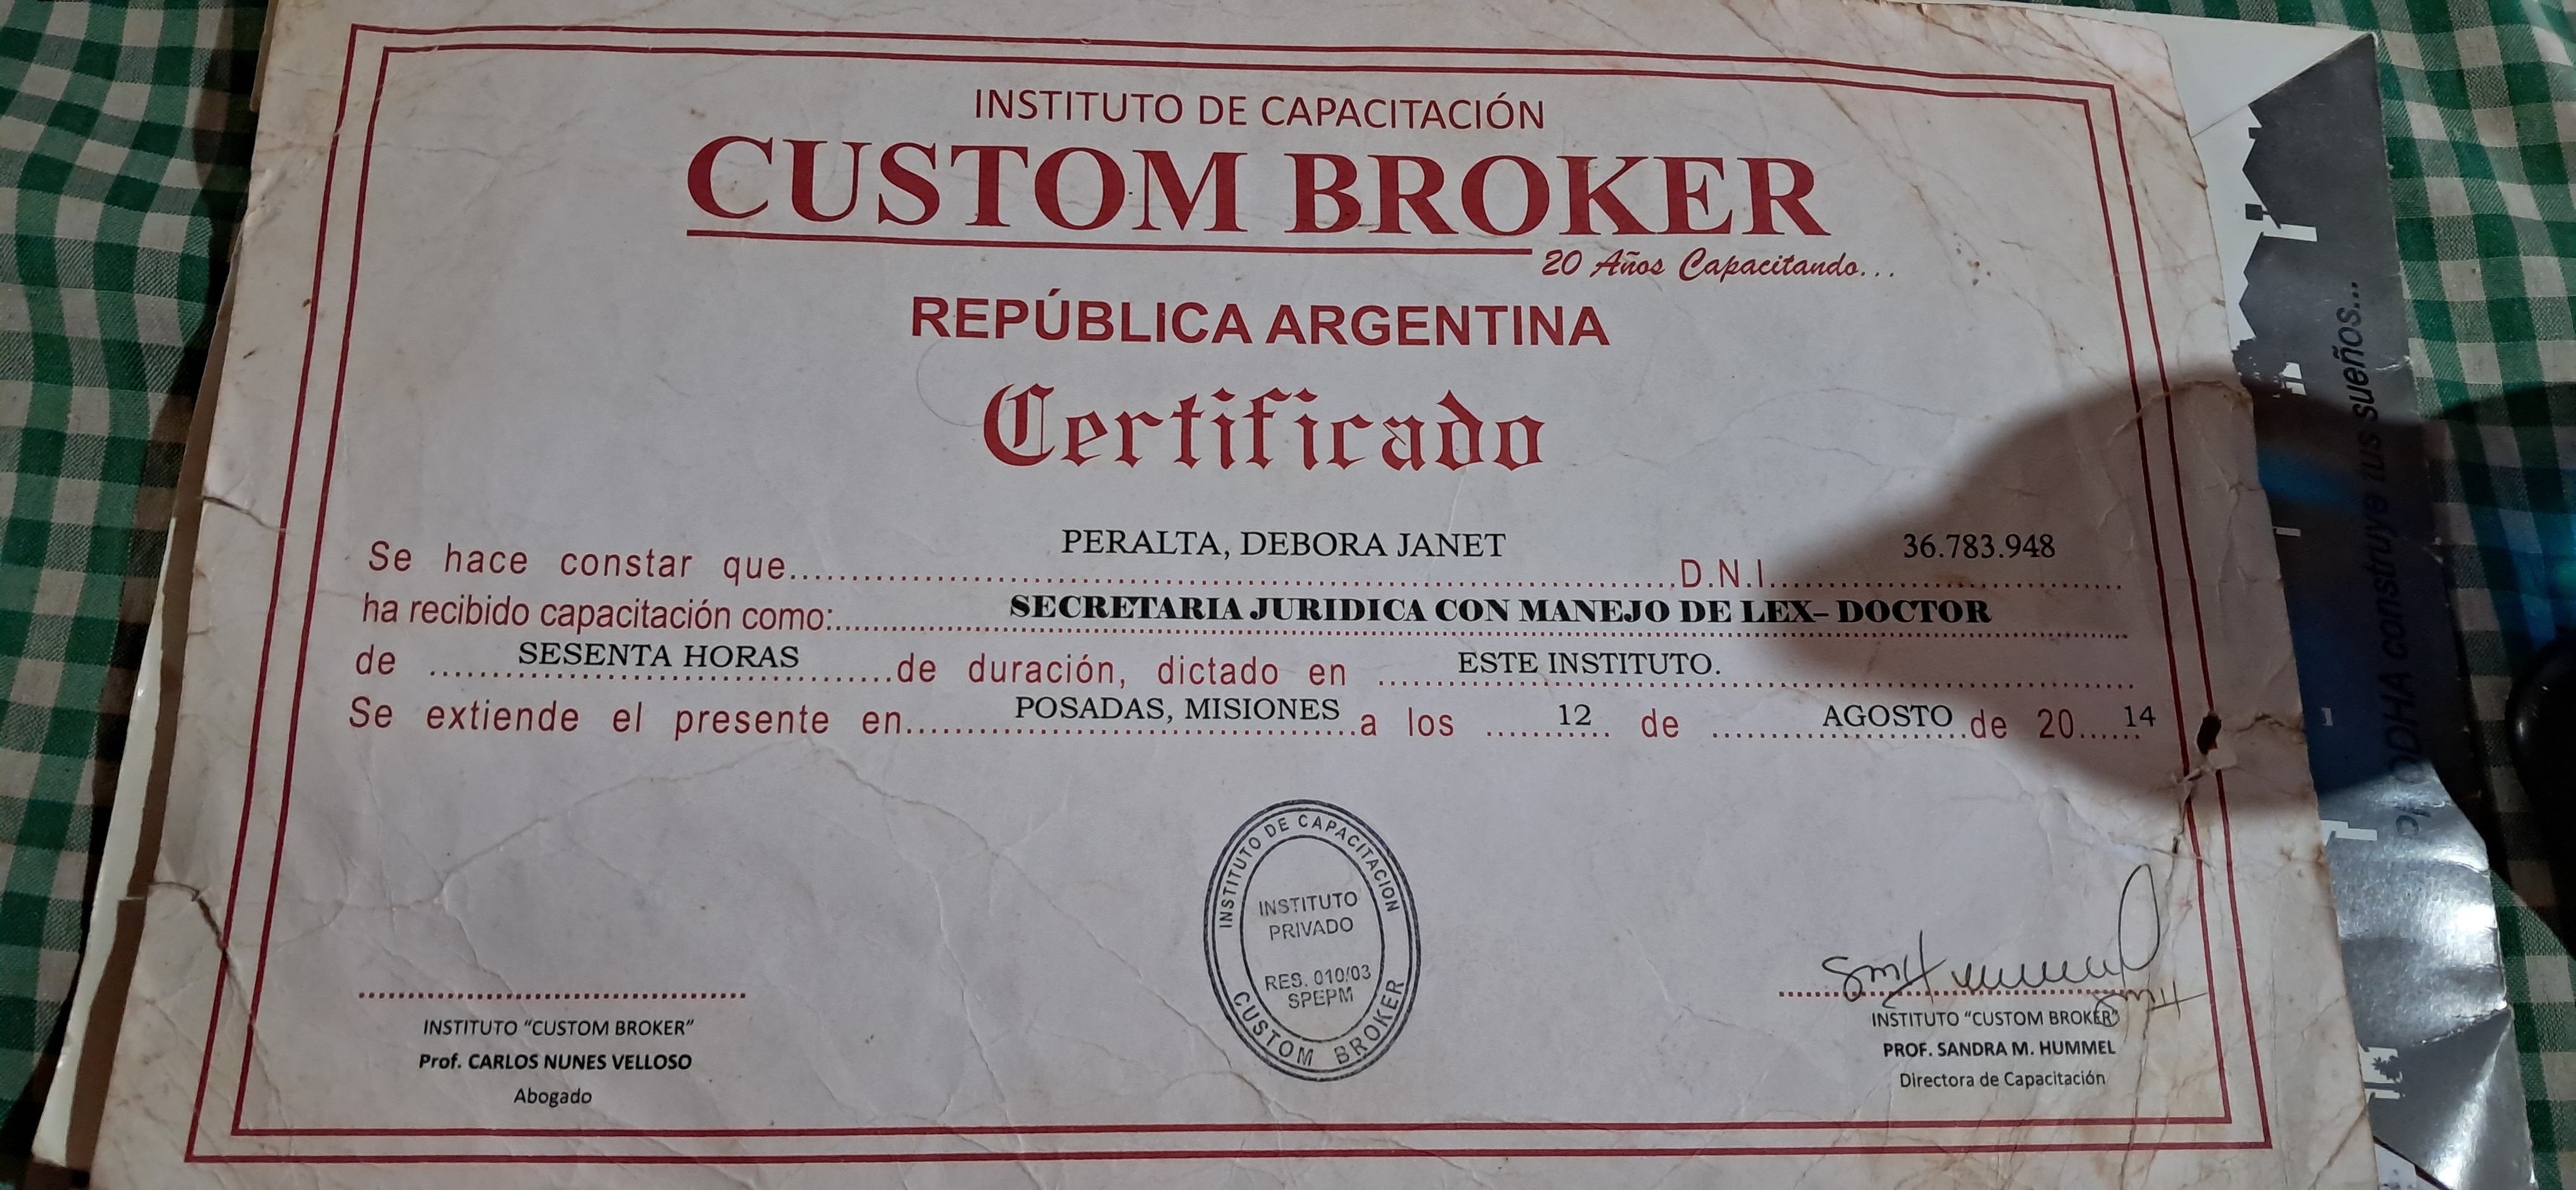 INSTITUTO DE CAPACITACIÓN
CUSTOM BROKER
20 Años Capacitando...
REPÚBLICA ARGENTINA
Certificado
Se hace constar que PERALTA, DEBORA JANET D.N.I. 36.783.948
ha recibido capacitación como: SECRETARIA JURIDICA CON MANEJO DE LEX– DOCTOR
de SESENTA HORAS de duración, dictado en ESTE INSTITUTO.
Se extiende el presente en POSADAS, MISIONES a los 12 de AGOSTO de 20 14
INSTITUTO DE CAPACITACION
INSTITUTO
PRIVADO
RES. 010/03
SPEPM
CUSTOM BROKER
INSTITUTO “CUSTOM BROKER”
Prof. CARLOS NUNES VELLOSO
Abogado
INSTITUTO “CUSTOM BROKER”
PROF. SANDRA M. HUMMEL
Directora de Capacitación
construye tus sueños...